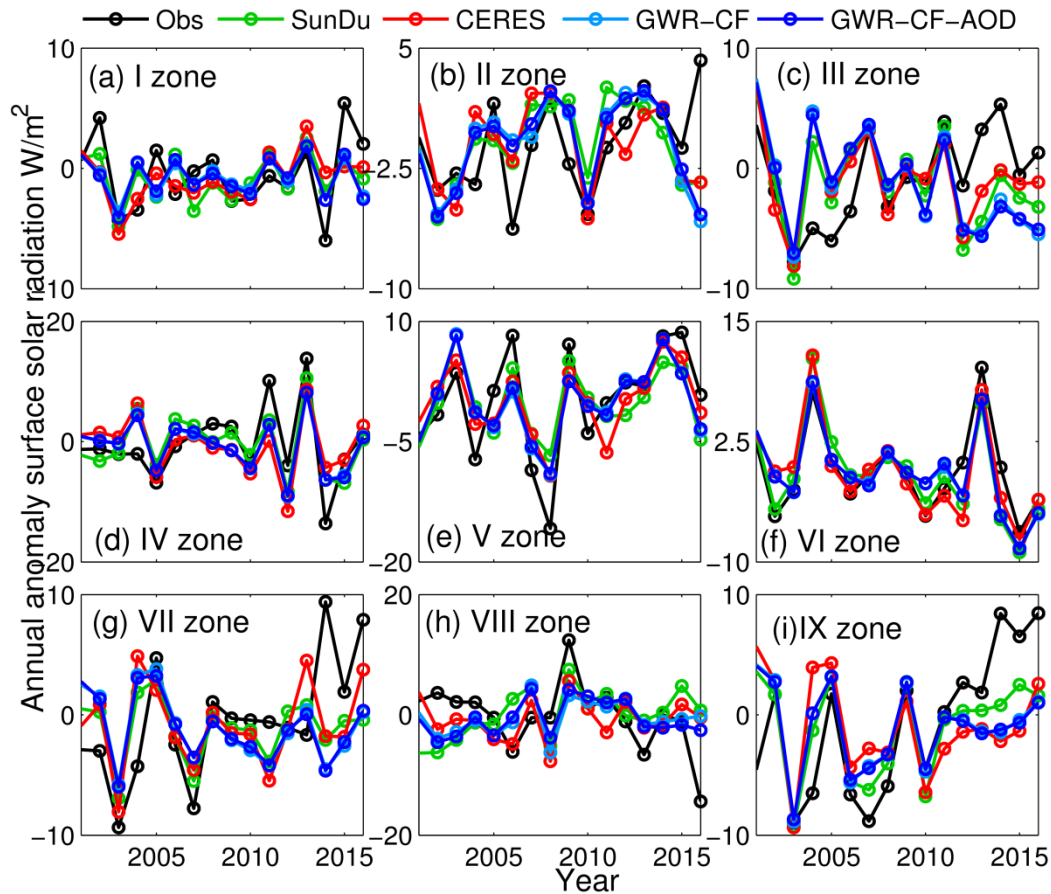 Obs SunDu CERES GWR-CF GWR-CF-AOD
Annual anomaly surface solar radiation W/m²
10
0
10
(a) I zone
5
-2.5
-10
(b) II zone
10
0
-10
(c) III zone
20
0
20
(d) IV zone
10
-5
-20
(e) V zone
15
2.5
-10
(f) VI zone
10
0
-10
(g) VII zone
20
0
-20
(h) VIII zone
10
0
-10
(i)IX zone
2005 2010 2015 2005 2010 2015 2005 2010 2015
Year